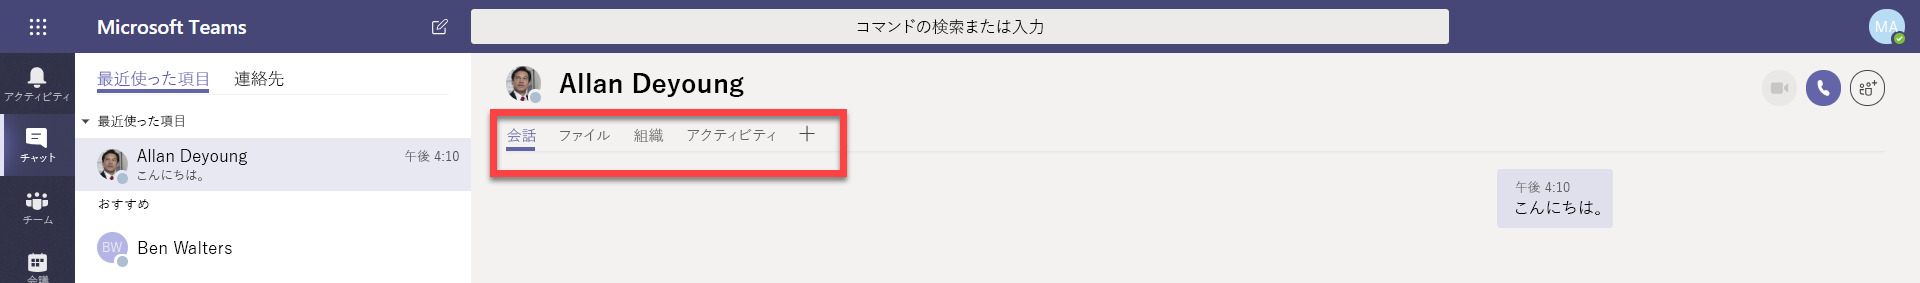 Microsoft Teams
コマンドの検索または入力
MA
アクティビティ
チャット
チーム
会議
最近使った項目 連絡先
最近使った項目
Allan Deyoung 午後 4:10
こんにちは。
おすすめ
BW Ben Walters
Allan Deyoung
会話 ファイル 組織 アクティビティ +
午後 4:10
こんにちは。